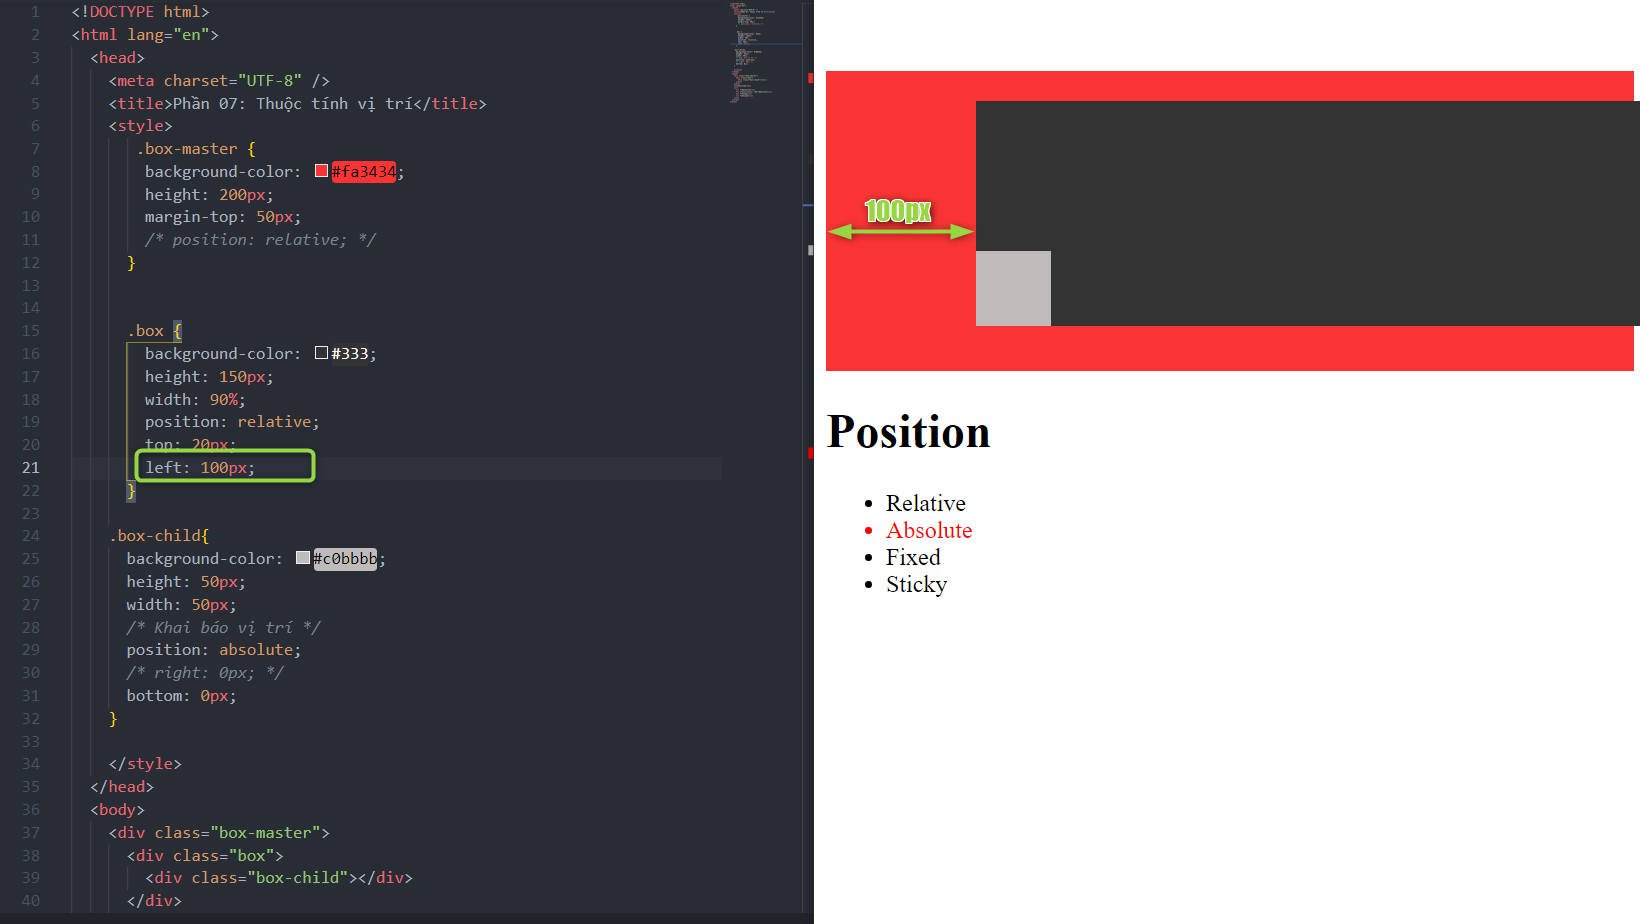 1 <!DOCTYPE html>
2 <html lang="en">
3 <head>
4 <meta charset="UTF-8" />
5 <title>Phần 07: Thuộc tính vị trí</title>
6 <style>
7 .box-master {
8 background-color: #fa3434;
9 height: 200px;
10 margin-top: 50px;
11 /* position: relative; */
12 }
13
14
15 .box {
16 background-color: #333;
17 height: 150px;
18 width: 90%;
19 position: relative;
20 top: 20px;
21 left: 100px;
22 }
23
24 .box-child{
25 background-color: #c0bbbb;
26 height: 50px;
27 width: 50px;
28 /* Khai báo vị trí */
29 position: absolute;
30 /* right: 0px; */
31 bottom: 0px;
32 }
33
34 </style>
35 </head>
36 <body>
37 <div class="box-master">
38 <div class="box">
39 <div class="box-child"></div>
40 </div>
100px
Position
Relative
Absolute
Fixed
Sticky